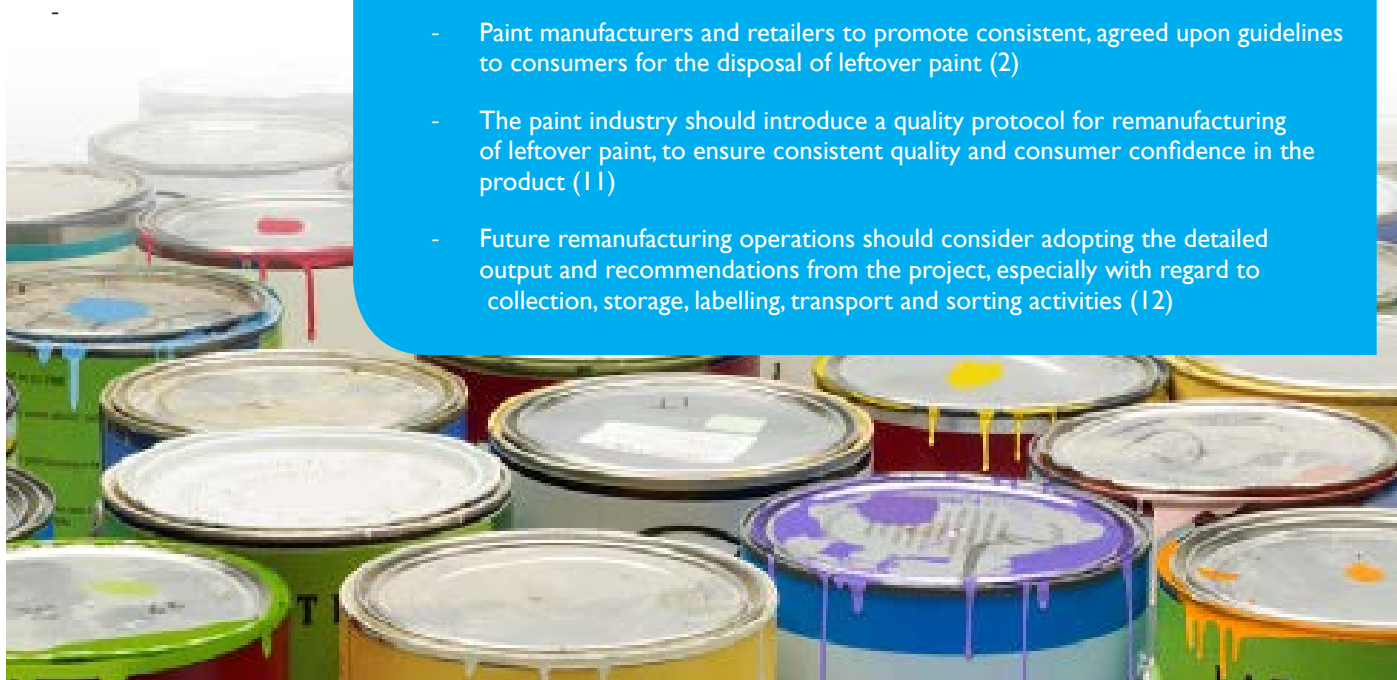 -
- Paint manufacturers and retailers to promote consistent, agreed upon guidelines
to consumers for the disposal of leftover paint (2)
- The paint industry should introduce a quality protocol for remanufacturing
of leftover paint, to ensure consistent quality and consumer confidence in the
product (11)
- Future remanufacturing operations should consider adopting the detailed
output and recommendations from the project, especially with regard to
collection, storage, labelling, transport and sorting activities (12)